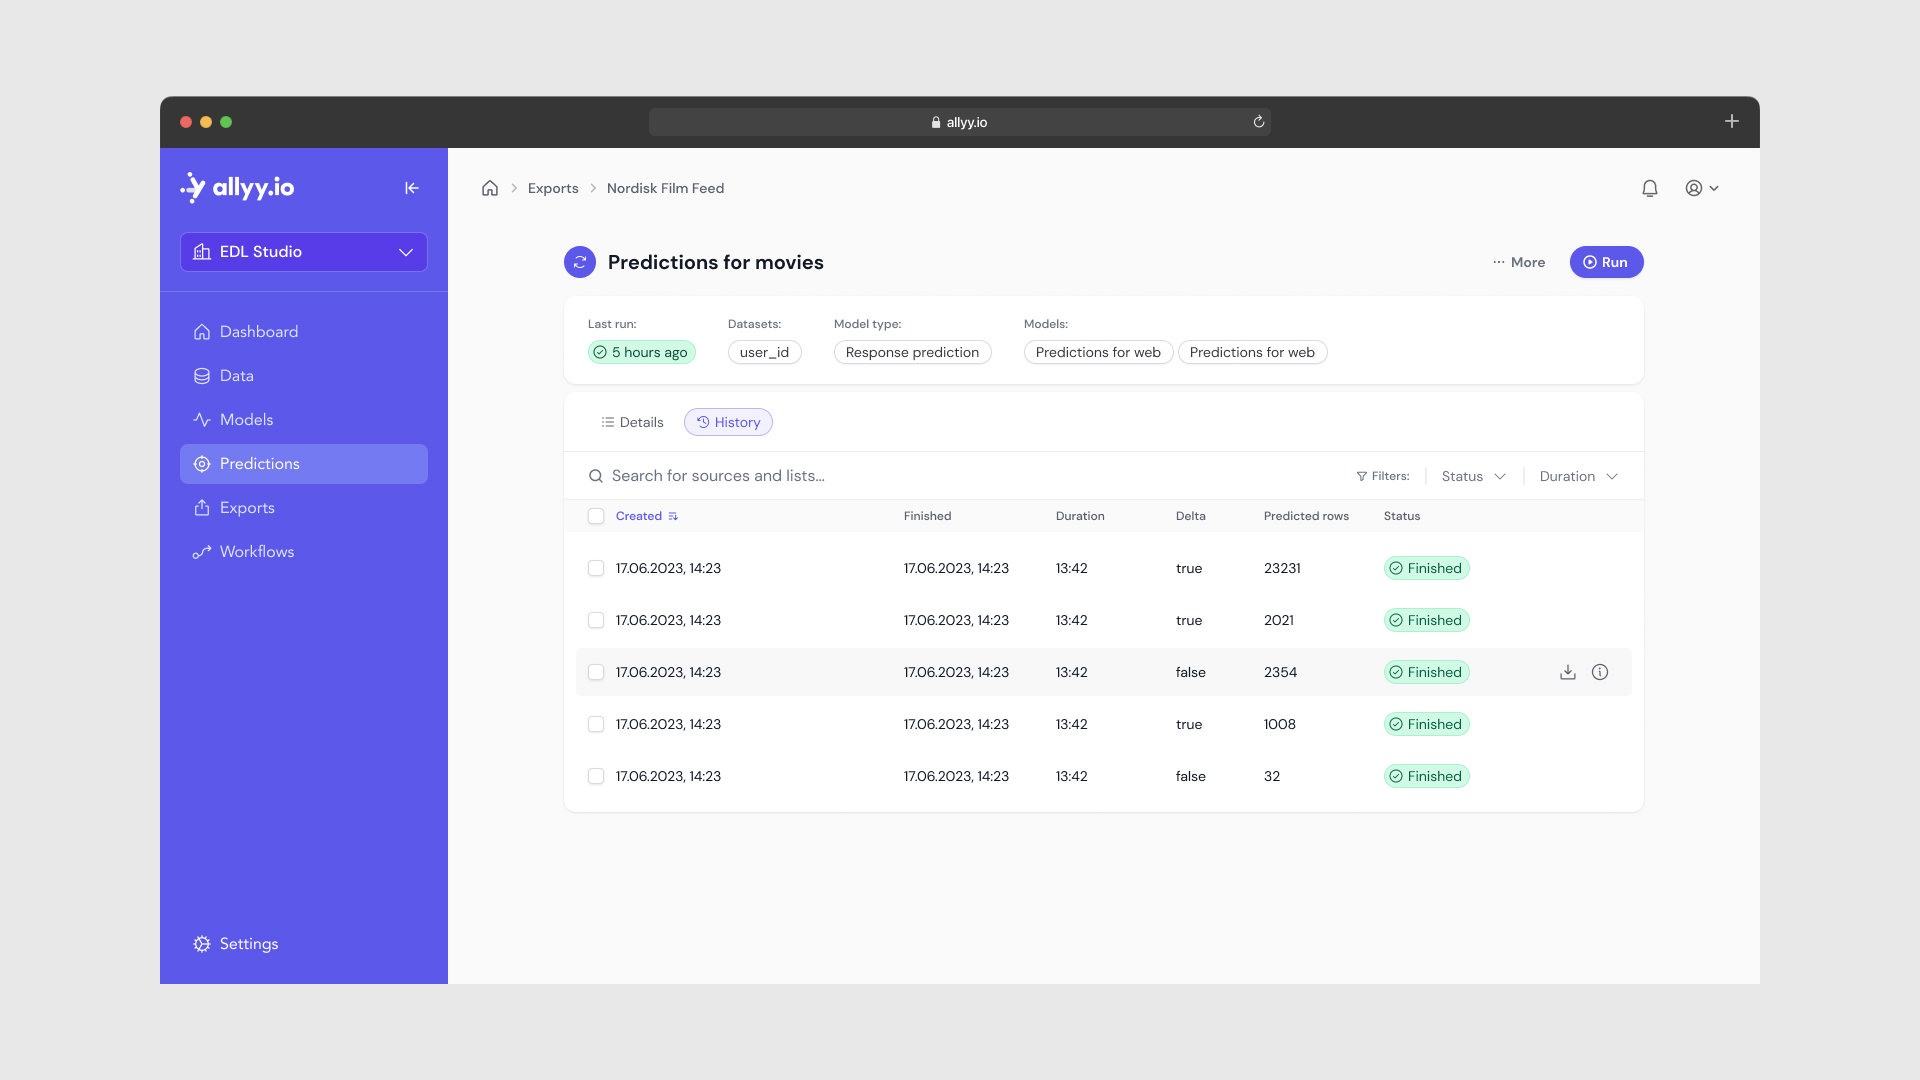 allyy.io
allyy.io
EDL Studio
Dashboard
Data
Models
Predictions
Exports
Workflows
Settings
Exports > Nordisk Film Feed
Predictions for movies
··· More
Run
Last run: Datasets: Model type: Models:
5 hours ago user_id Response prediction Predictions for web Predictions for web
Details History
Search for sources and lists... Filters: Status Duration
Created Finished Duration Delta Predicted rows Status
17.06.2023, 14:23 17.06.2023, 14:23 13:42 true 23231 Finished
17.06.2023, 14:23 17.06.2023, 14:23 13:42 true 2021 Finished
17.06.2023, 14:23 17.06.2023, 14:23 13:42 false 2354 Finished
17.06.2023, 14:23 17.06.2023, 14:23 13:42 true 1008 Finished
17.06.2023, 14:23 17.06.2023, 14:23 13:42 false 32 Finished